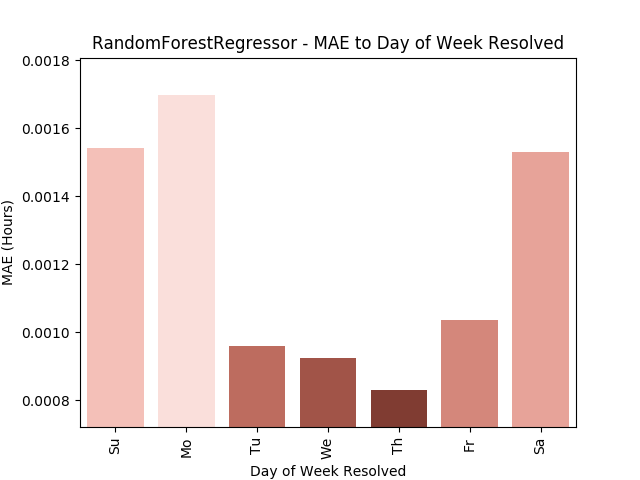 RandomForestRegressor - MAE to Day of Week Resolved
0.0018
0.0016
0.0014
0.0012
0.0010
0.0008
MAE (Hours)
Su Mo Tu We Th Fr Sa
Day of Week Resolved